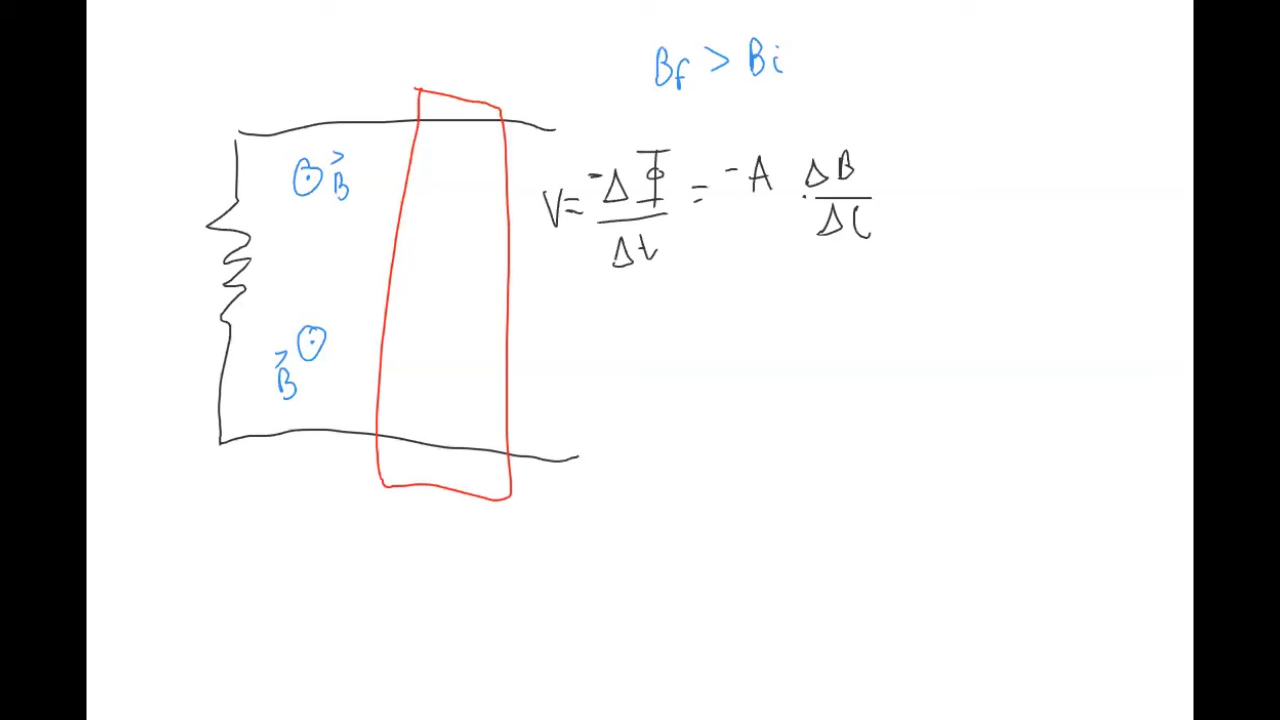 Bf > Bi
B⃗
V = -ΔΦ/Δt = -A · ΔB/Δt
B⃗